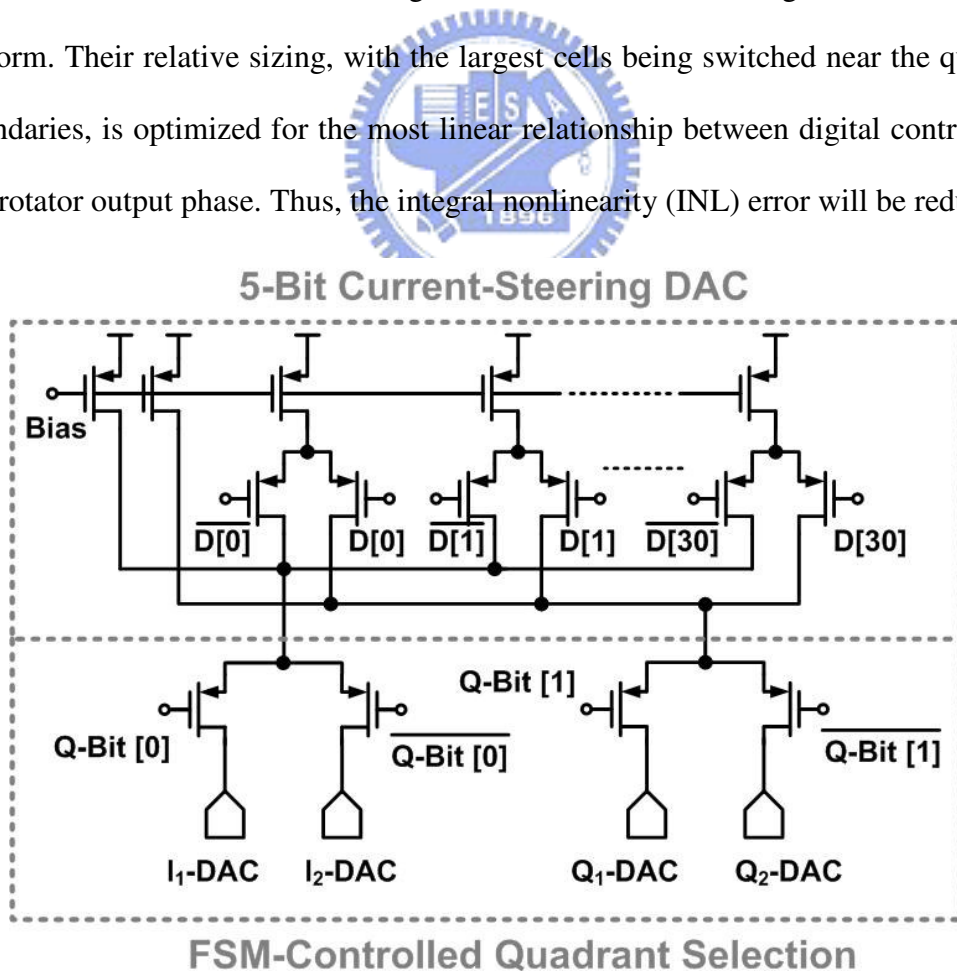 orm. Their relative sizing, with the largest cells being switched near the q
ndaries, is optimized for the most linear relationship between digital contr
rotator output phase. Thus, the integral nonlinearity (INL) error will be red
E S A
1896
5-Bit Current-Steering DAC
Bias
D[0] D[0] D[1] D[1] D[30] D[30]
Q-Bit [1]
Q-Bit [0] Q-Bit [0] Q-Bit [1]
I₁-DAC I₂-DAC Q₁-DAC Q₂-DAC
FSM-Controlled Quadrant Selection